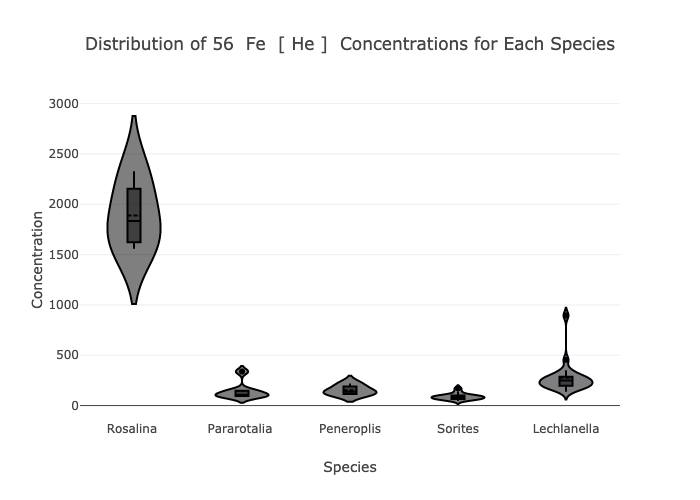 Distribution of 56 Fe [ He ] Concentrations for Each Species
3000
2500
2000
1500
1000
500
0
Concentration
Rosalina Pararotalia Peneroplis Sorites Lechlanella
Species